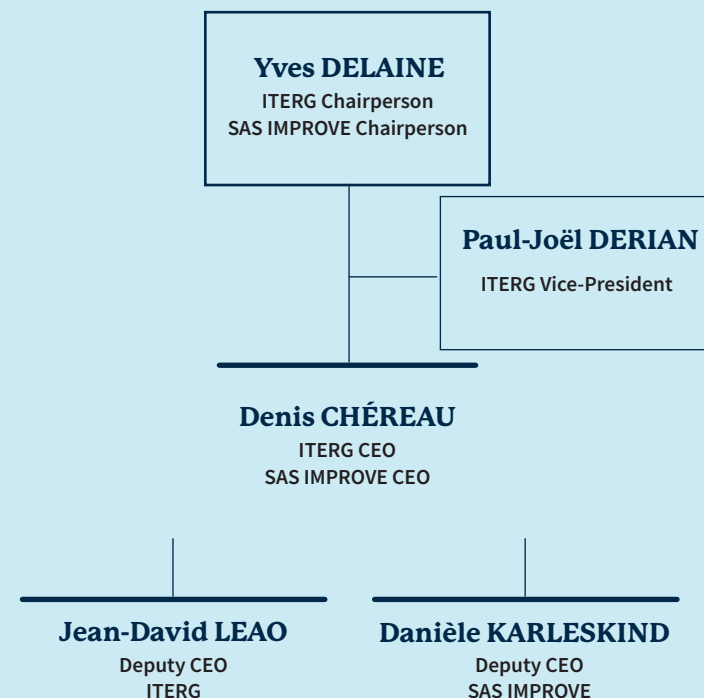 Yves DELAINE
ITERG Chairperson
SAS IMPROVE Chairperson
Paul-Joël DERIAN
ITERG Vice-President
Denis CHÉREAU
ITERG CEO
SAS IMPROVE CEO
Jean-David LEAO
Deputy CEO
ITERG
Danièle KARLESKIND
Deputy CEO
SAS IMPROVE